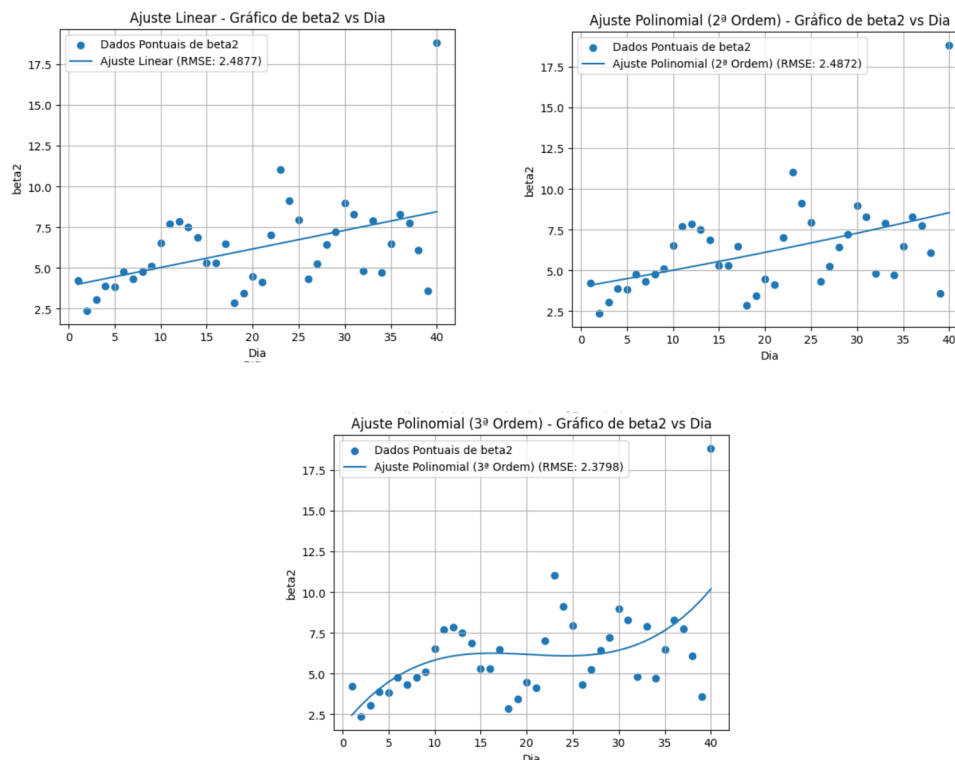 Ajuste Linear - Gráfico de beta2 vs Dia
Dados Pontuais de beta2
Ajuste Linear (RMSE: 2.4877)
17.5
15.0
12.5
10.0
7.5
5.0
2.5
beta2
0 5 10 15 20 25 30 35 40
Dia
Ajuste Polinomial (2ª Ordem) - Gráfico de beta2 vs Dia
Dados Pontuais de beta2
Ajuste Polinomial (2ª Ordem) (RMSE: 2.4872)
17.5
15.0
12.5
10.0
7.5
5.0
2.5
beta2
0 5 10 15 20 25 30 35 40
Dia
Ajuste Polinomial (3ª Ordem) - Gráfico de beta2 vs Dia
Dados Pontuais de beta2
Ajuste Polinomial (3ª Ordem) (RMSE: 2.3798)
17.5
15.0
12.5
10.0
7.5
5.0
2.5
beta2
0 5 10 15 20 25 30 35 40
Dia